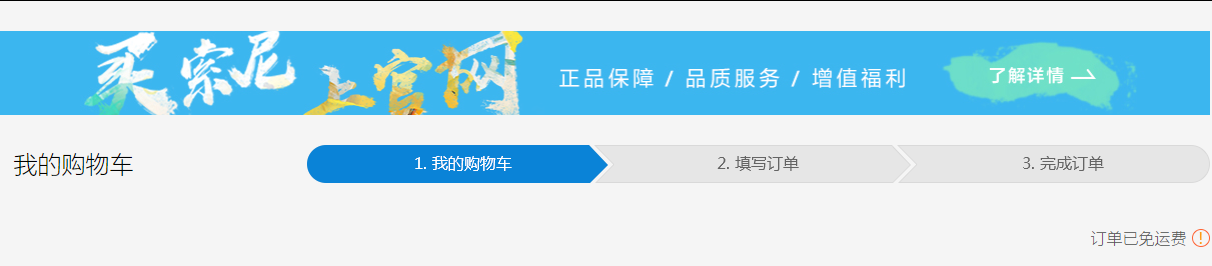 买索尼上官网
正品保障 / 品质服务 / 增值福利
了解详情
我的购物车
1. 我的购物车
2. 填写订单
3. 完成订单
订单已免运费